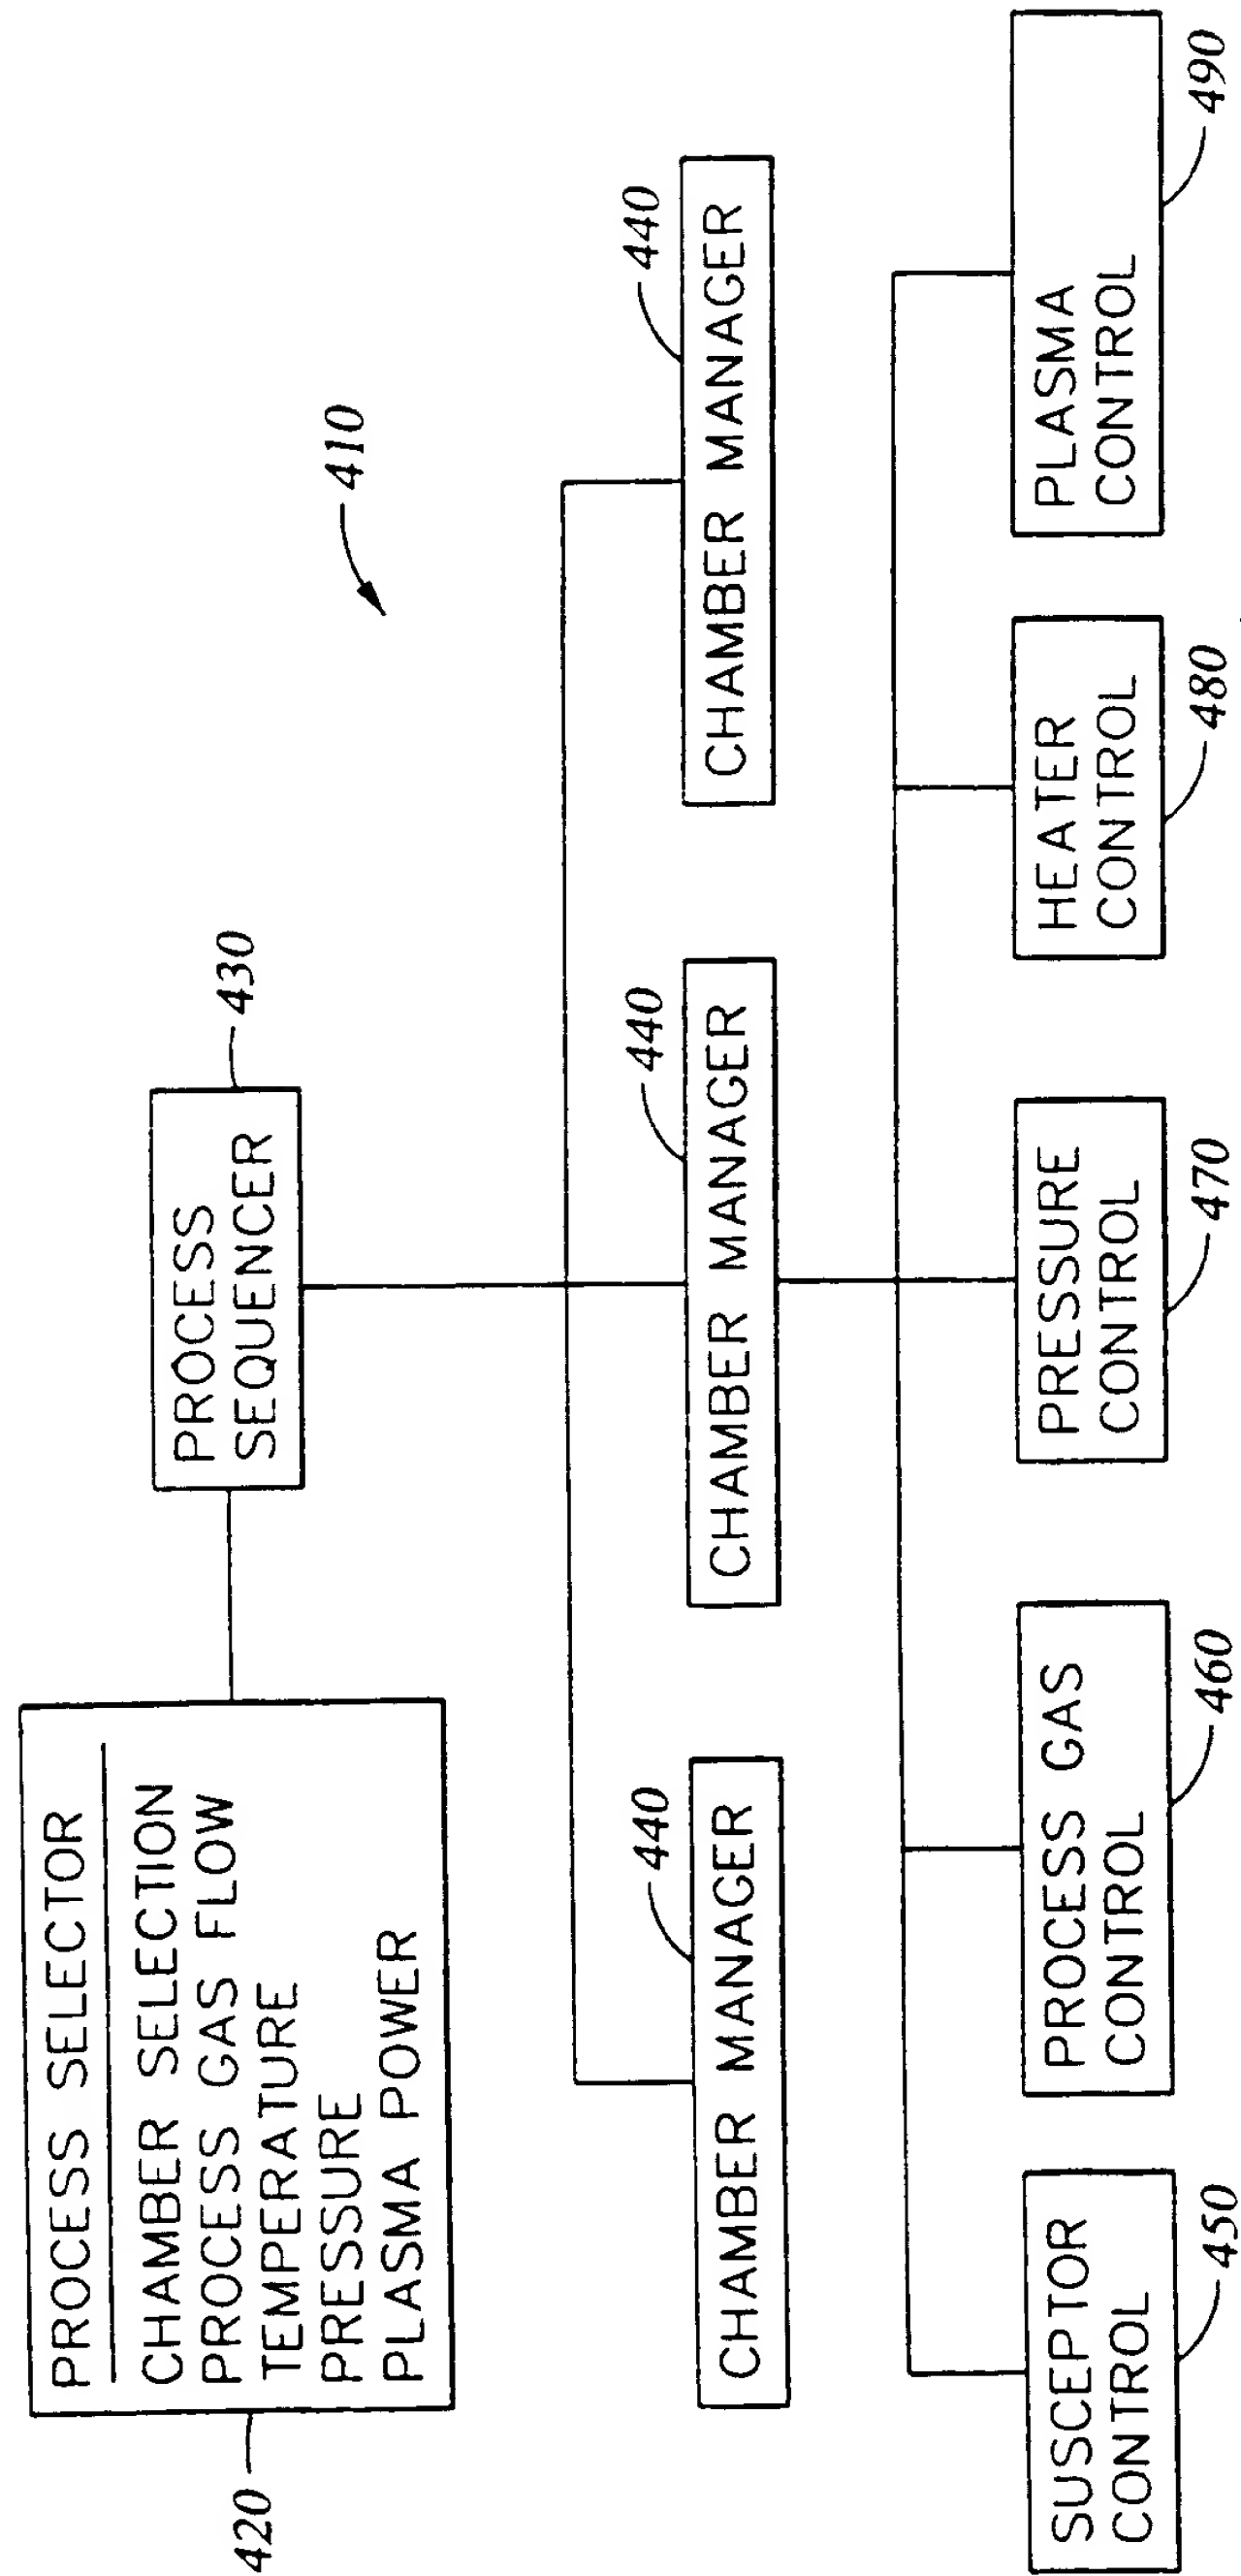 PROCESS SELECTOR
CHAMBER SELECTION
PROCESS GAS FLOW
TEMPERATURE
PRESSURE
PLASMA POWER
420
PROCESS
SEQUENCER
430
410
CHAMBER MANAGER
440
CHAMBER MANAGER
440
CHAMBER MANAGER
440
SUSCEPTOR
CONTROL
450
PROCESS GAS
CONTROL
460
PRESSURE
CONTROL
470
HEATER
CONTROL
480
PLASMA
CONTROL
490